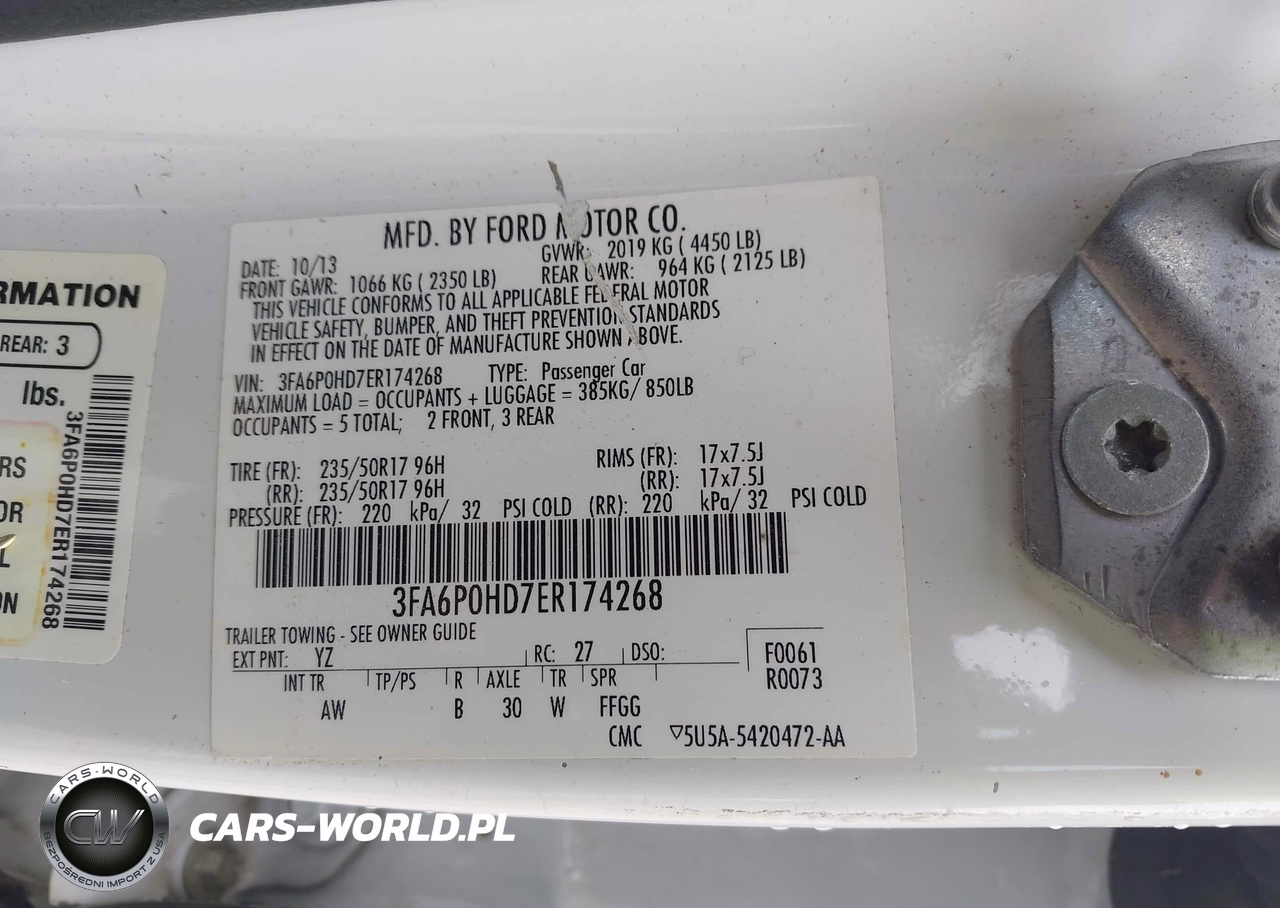 RMATION
REAR: 3
lbs.
RS
OR
L
ON
3FA6P0HD7ER174268
MFD. BY FORD MOTOR CO.
DATE: 10/13 GVWR: 2019 KG ( 4450 LB)
FRONT GAWR: 1066 KG ( 2350 LB) REAR GAWR: 964 KG ( 2125 LB)
THIS VEHICLE CONFORMS TO ALL APPLICABLE FEDERAL MOTOR
VEHICLE SAFETY, BUMPER, AND THEFT PREVENTION STANDARDS
IN EFFECT ON THE DATE OF MANUFACTURE SHOWN ABOVE.
VIN: 3FA6P0HD7ER174268 TYPE: Passenger Car
MAXIMUM LOAD = OCCUPANTS + LUGGAGE = 385KG/ 850LB
OCCUPANTS = 5 TOTAL; 2 FRONT, 3 REAR
TIRE (FR): 235/50R17 96H RIMS (FR): 17x7.5J
(RR): 235/50R17 96H (RR): 17x7.5J
PRESSURE (FR): 220 kPa/ 32 PSI COLD (RR): 220 kPa/ 32 PSI COLD
3FA6P0HD7ER174268
TRAILER TOWING - SEE OWNER GUIDE
EXT PNT: YZ RC: 27 DSO: F0061
INT TR TP/PS R AXLE TR SPR R0073
AW B 30 W FFGG
CMC ▽5U5A-5420472-AA
CARS-WORLD
CW
BEZPOŚREDNI IMPORT Z USA
CARS-WORLD.PL